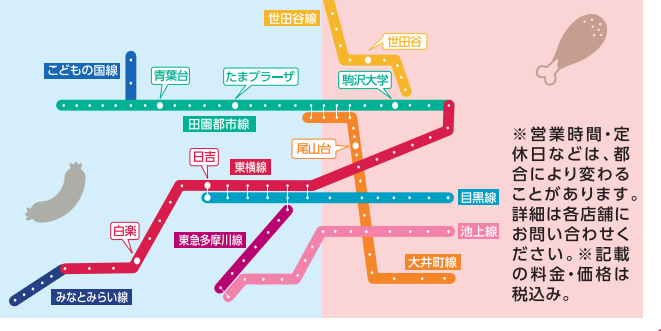 世田谷線
世田谷
こどもの国線
青葉台
たまプラーザ
駒沢大学
田園都市線
尾山台
日吉
東横線
目黒線
白楽
東急多摩川線
池上線
大井町線
みなとみらい線
※営業時間・定
休日などは、都
合により変わる
ことがあります。
詳細は各店舗に
お問い合わせく
ださい。※記載
の料金・価格は
税込み。